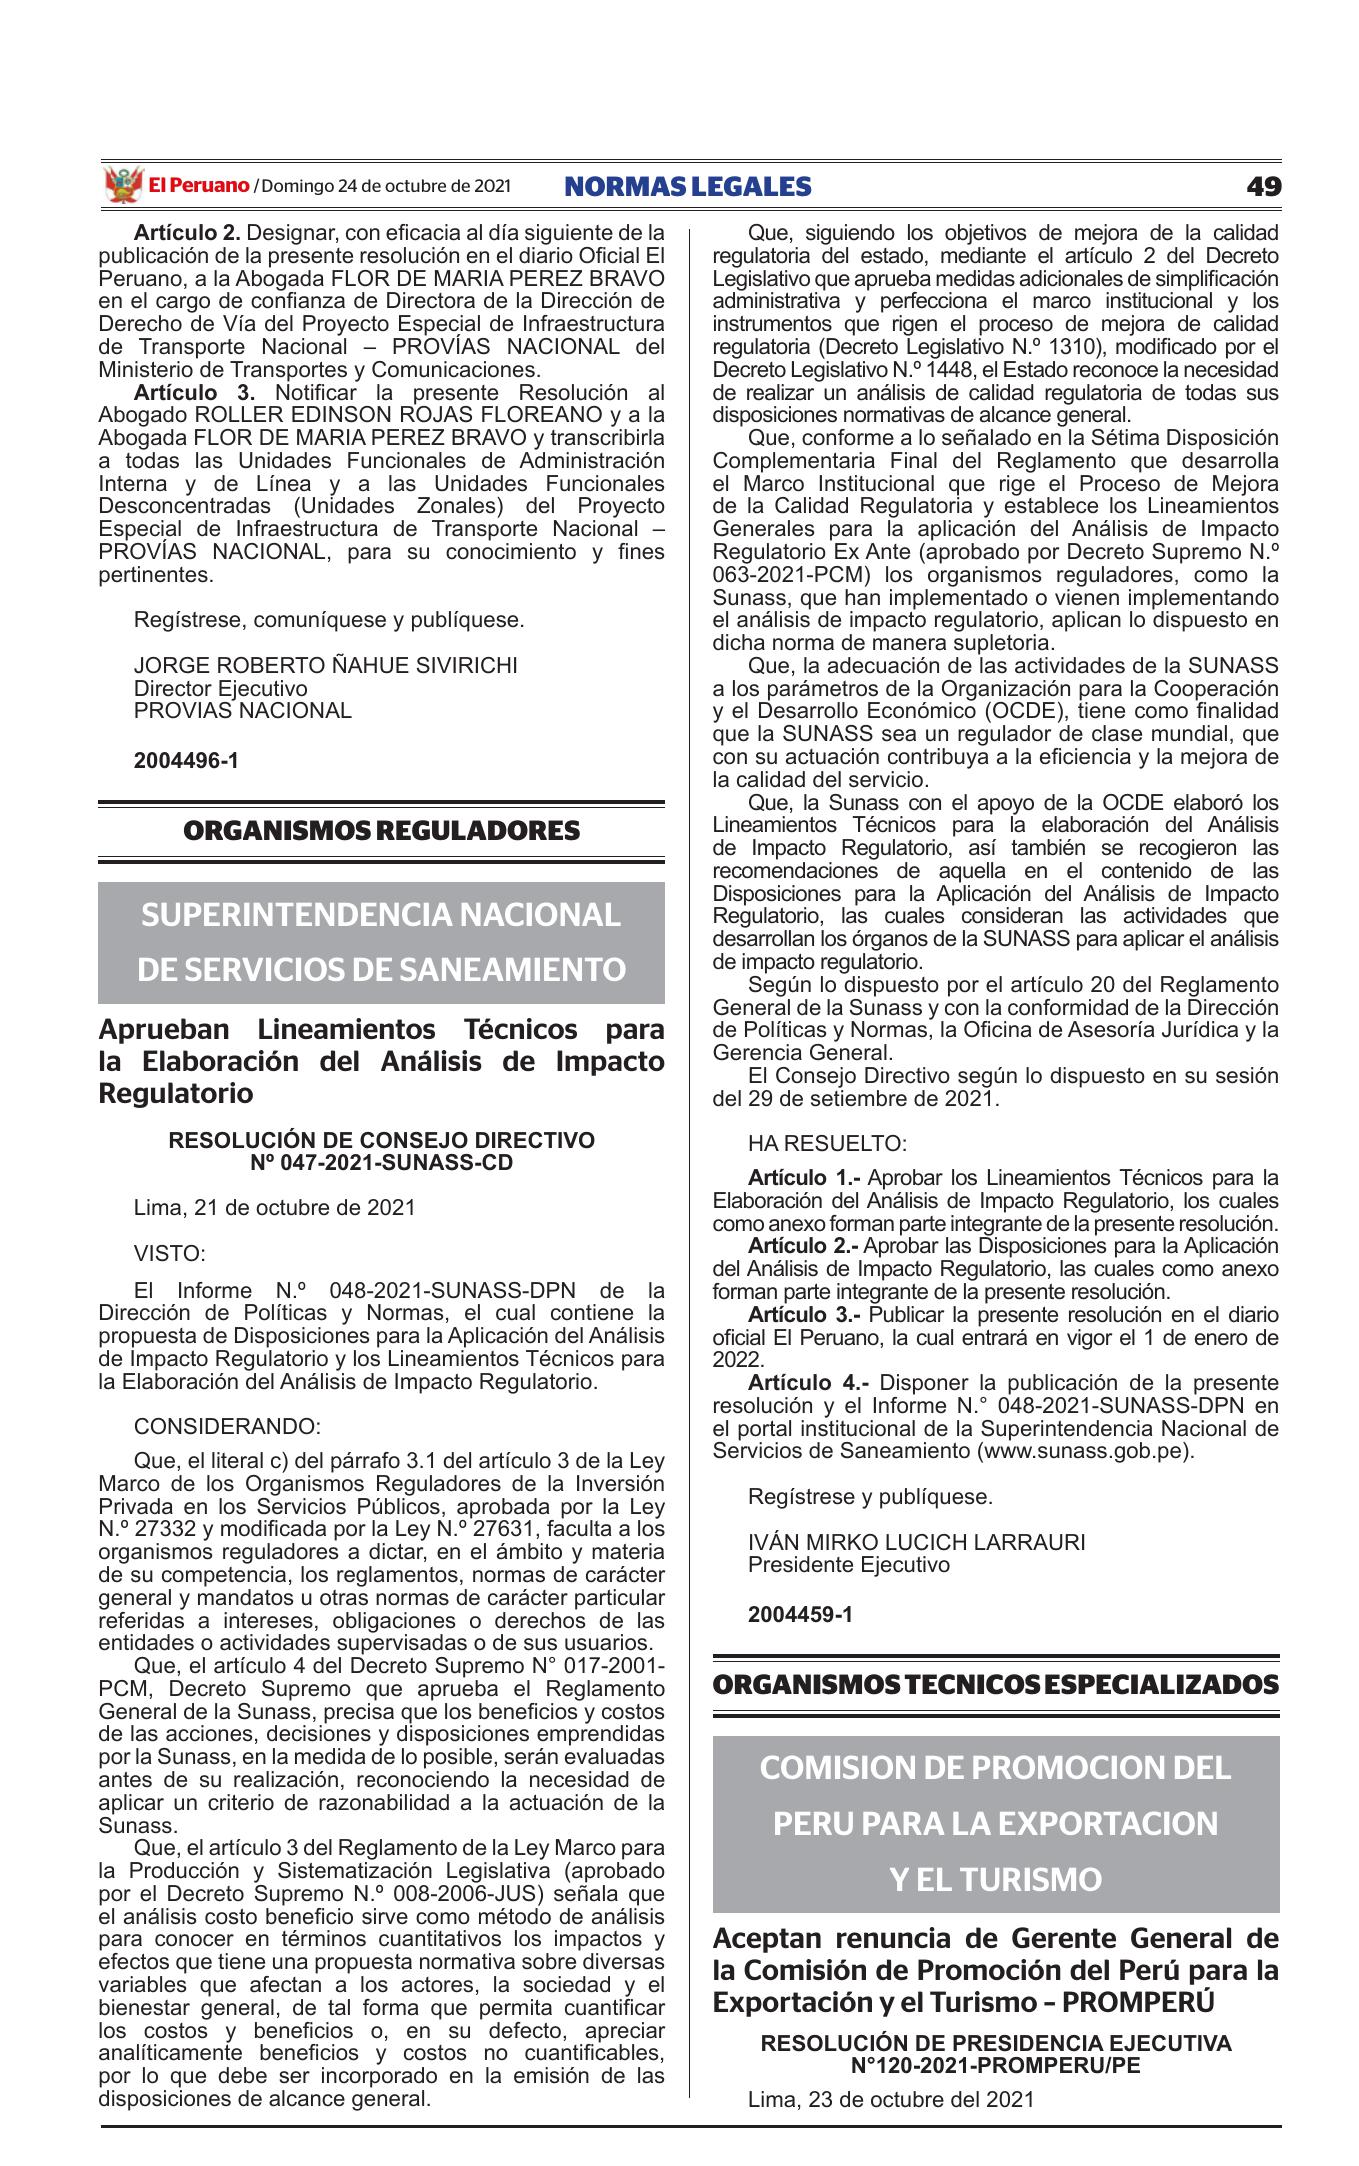 El Peruano / Domingo 24 de octubre de 2021
NORMAS LEGALES
49
Artículo 2. Designar, con eficacia al día siguiente de la
publicación de la presente resolución en el diario Oficial El
Peruano, a la Abogada FLOR DE MARIA PEREZ BRAVO
en el cargo de confianza de Directora de la Dirección de
Derecho de Vía del Proyecto Especial de Infraestructura
de Transporte Nacional – PROVÍAS NACIONAL del
Ministerio de Transportes y Comunicaciones.
Artículo 3. Notificar la presente Resolución al
Abogado ROLLER EDINSON ROJAS FLOREANO y a la
Abogada FLOR DE MARIA PEREZ BRAVO y transcribirla
a todas las Unidades Funcionales de Administración
Interna y de Línea y a las Unidades Funcionales
Desconcentradas (Unidades Zonales) del Proyecto
Especial de Infraestructura de Transporte Nacional –
PROVÍAS NACIONAL, para su conocimiento y fines
pertinentes.
Regístrese, comuníquese y publíquese.
JORGE ROBERTO ÑAHUE SIVIRICHI
Director Ejecutivo
PROVIAS NACIONAL
2004496-1
ORGANISMOS REGULADORES
SUPERINTENDENCIA NACIONAL
DE SERVICIOS DE SANEAMIENTO
Aprueban Lineamientos Técnicos para
la Elaboración del Análisis de Impacto
Regulatorio
RESOLUCIÓN DE CONSEJO DIRECTIVO
Nº 047-2021-SUNASS-CD
Lima, 21 de octubre de 2021
VISTO:
El Informe N.º 048-2021-SUNASS-DPN de la
Dirección de Políticas y Normas, el cual contiene la
propuesta de Disposiciones para la Aplicación del Análisis
de Impacto Regulatorio y los Lineamientos Técnicos para
la Elaboración del Análisis de Impacto Regulatorio.
CONSIDERANDO:
Que, el literal c) del párrafo 3.1 del artículo 3 de la Ley
Marco de los Organismos Reguladores de la Inversión
Privada en los Servicios Públicos, aprobada por la Ley
N.º 27332 y modificada por la Ley N.º 27631, faculta a los
organismos reguladores a dictar, en el ámbito y materia
de su competencia, los reglamentos, normas de carácter
general y mandatos u otras normas de carácter particular
referidas a intereses, obligaciones o derechos de las
entidades o actividades supervisadas o de sus usuarios.
Que, el artículo 4 del Decreto Supremo N° 017-2001-
PCM, Decreto Supremo que aprueba el Reglamento
General de la Sunass, precisa que los beneficios y costos
de las acciones, decisiones y disposiciones emprendidas
por la Sunass, en la medida de lo posible, serán evaluadas
antes de su realización, reconociendo la necesidad de
aplicar un criterio de razonabilidad a la actuación de la
Sunass.
Que, el artículo 3 del Reglamento de la Ley Marco para
la Producción y Sistematización Legislativa (aprobado
por el Decreto Supremo N.º 008-2006-JUS) señala que
el análisis costo beneficio sirve como método de análisis
para conocer en términos cuantitativos los impactos y
efectos que tiene una propuesta normativa sobre diversas
variables que afectan a los actores, la sociedad y el
bienestar general, de tal forma que permita cuantificar
los costos y beneficios o, en su defecto, apreciar
analíticamente beneficios y costos no cuantificables,
por lo que debe ser incorporado en la emisión de las
disposiciones de alcance general.
Que, siguiendo los objetivos de mejora de la calidad
regulatoria del estado, mediante el artículo 2 del Decreto
Legislativo que aprueba medidas adicionales de simplificación
administrativa y perfecciona el marco institucional y los
instrumentos que rigen el proceso de mejora de calidad
regulatoria (Decreto Legislativo N.º 1310), modificado por el
Decreto Legislativo N.º 1448, el Estado reconoce la necesidad
de realizar un análisis de calidad regulatoria de todas sus
disposiciones normativas de alcance general.
Que, conforme a lo señalado en la Sétima Disposición
Complementaria Final del Reglamento que desarrolla
el Marco Institucional que rige el Proceso de Mejora
de la Calidad Regulatoria y establece los Lineamientos
Generales para la aplicación del Análisis de Impacto
Regulatorio Ex Ante (aprobado por Decreto Supremo N.º
063-2021-PCM) los organismos reguladores, como la
Sunass, que han implementado o vienen implementando
el análisis de impacto regulatorio, aplican lo dispuesto en
dicha norma de manera supletoria.
Que, la adecuación de las actividades de la SUNASS
a los parámetros de la Organización para la Cooperación
y el Desarrollo Económico (OCDE), tiene como finalidad
que la SUNASS sea un regulador de clase mundial, que
con su actuación contribuya a la eficiencia y la mejora de
la calidad del servicio.
Que, la Sunass con el apoyo de la OCDE elaboró los
Lineamientos Técnicos para la elaboración del Análisis
de Impacto Regulatorio, así también se recogieron las
recomendaciones de aquella en el contenido de las
Disposiciones para la Aplicación del Análisis de Impacto
Regulatorio, las cuales consideran las actividades que
desarrollan los órganos de la SUNASS para aplicar el análisis
de impacto regulatorio.
Según lo dispuesto por el artículo 20 del Reglamento
General de la Sunass y con la conformidad de la Dirección
de Políticas y Normas, la Oficina de Asesoría Jurídica y la
Gerencia General.
El Consejo Directivo según lo dispuesto en su sesión
del 29 de setiembre de 2021.
HA RESUELTO:
Artículo 1.- Aprobar los Lineamientos Técnicos para la
Elaboración del Análisis de Impacto Regulatorio, los cuales
como anexo forman parte integrante de la presente resolución.
Artículo 2.- Aprobar las Disposiciones para la Aplicación
del Análisis de Impacto Regulatorio, las cuales como anexo
forman parte integrante de la presente resolución.
Artículo 3.- Publicar la presente resolución en el diario
oficial El Peruano, la cual entrará en vigor el 1 de enero de
2022.
Artículo 4.- Disponer la publicación de la presente
resolución y el Informe N.° 048-2021-SUNASS-DPN en
el portal institucional de la Superintendencia Nacional de
Servicios de Saneamiento (www.sunass.gob.pe).
Regístrese y publíquese.
IVÁN MIRKO LUCICH LARRAURI
Presidente Ejecutivo
2004459-1
ORGANISMOS TECNICOS ESPECIALIZADOS
COMISION DE PROMOCION DEL
PERU PARA LA EXPORTACION
Y EL TURISMO
Aceptan renuncia de Gerente General de
la Comisión de Promoción del Perú para la
Exportación y el Turismo – PROMPERÚ
RESOLUCIÓN DE PRESIDENCIA EJECUTIVA
N°120-2021-PROMPERU/PE
Lima, 23 de octubre del 2021